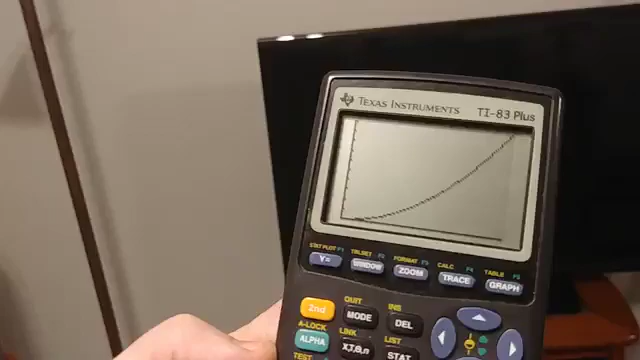 TEXAS INSTRUMENTS TI-83 Plus
STAT PLOT F1 TBLSET F2 FORMAT F3 CALC F4 TABLE F5
Y= WINDOW ZOOM TRACE GRAPH
QUIT INS
2nd MODE DEL
A-LOCK LINK LIST
ALPHA X,T,θ,n STAT
TEST